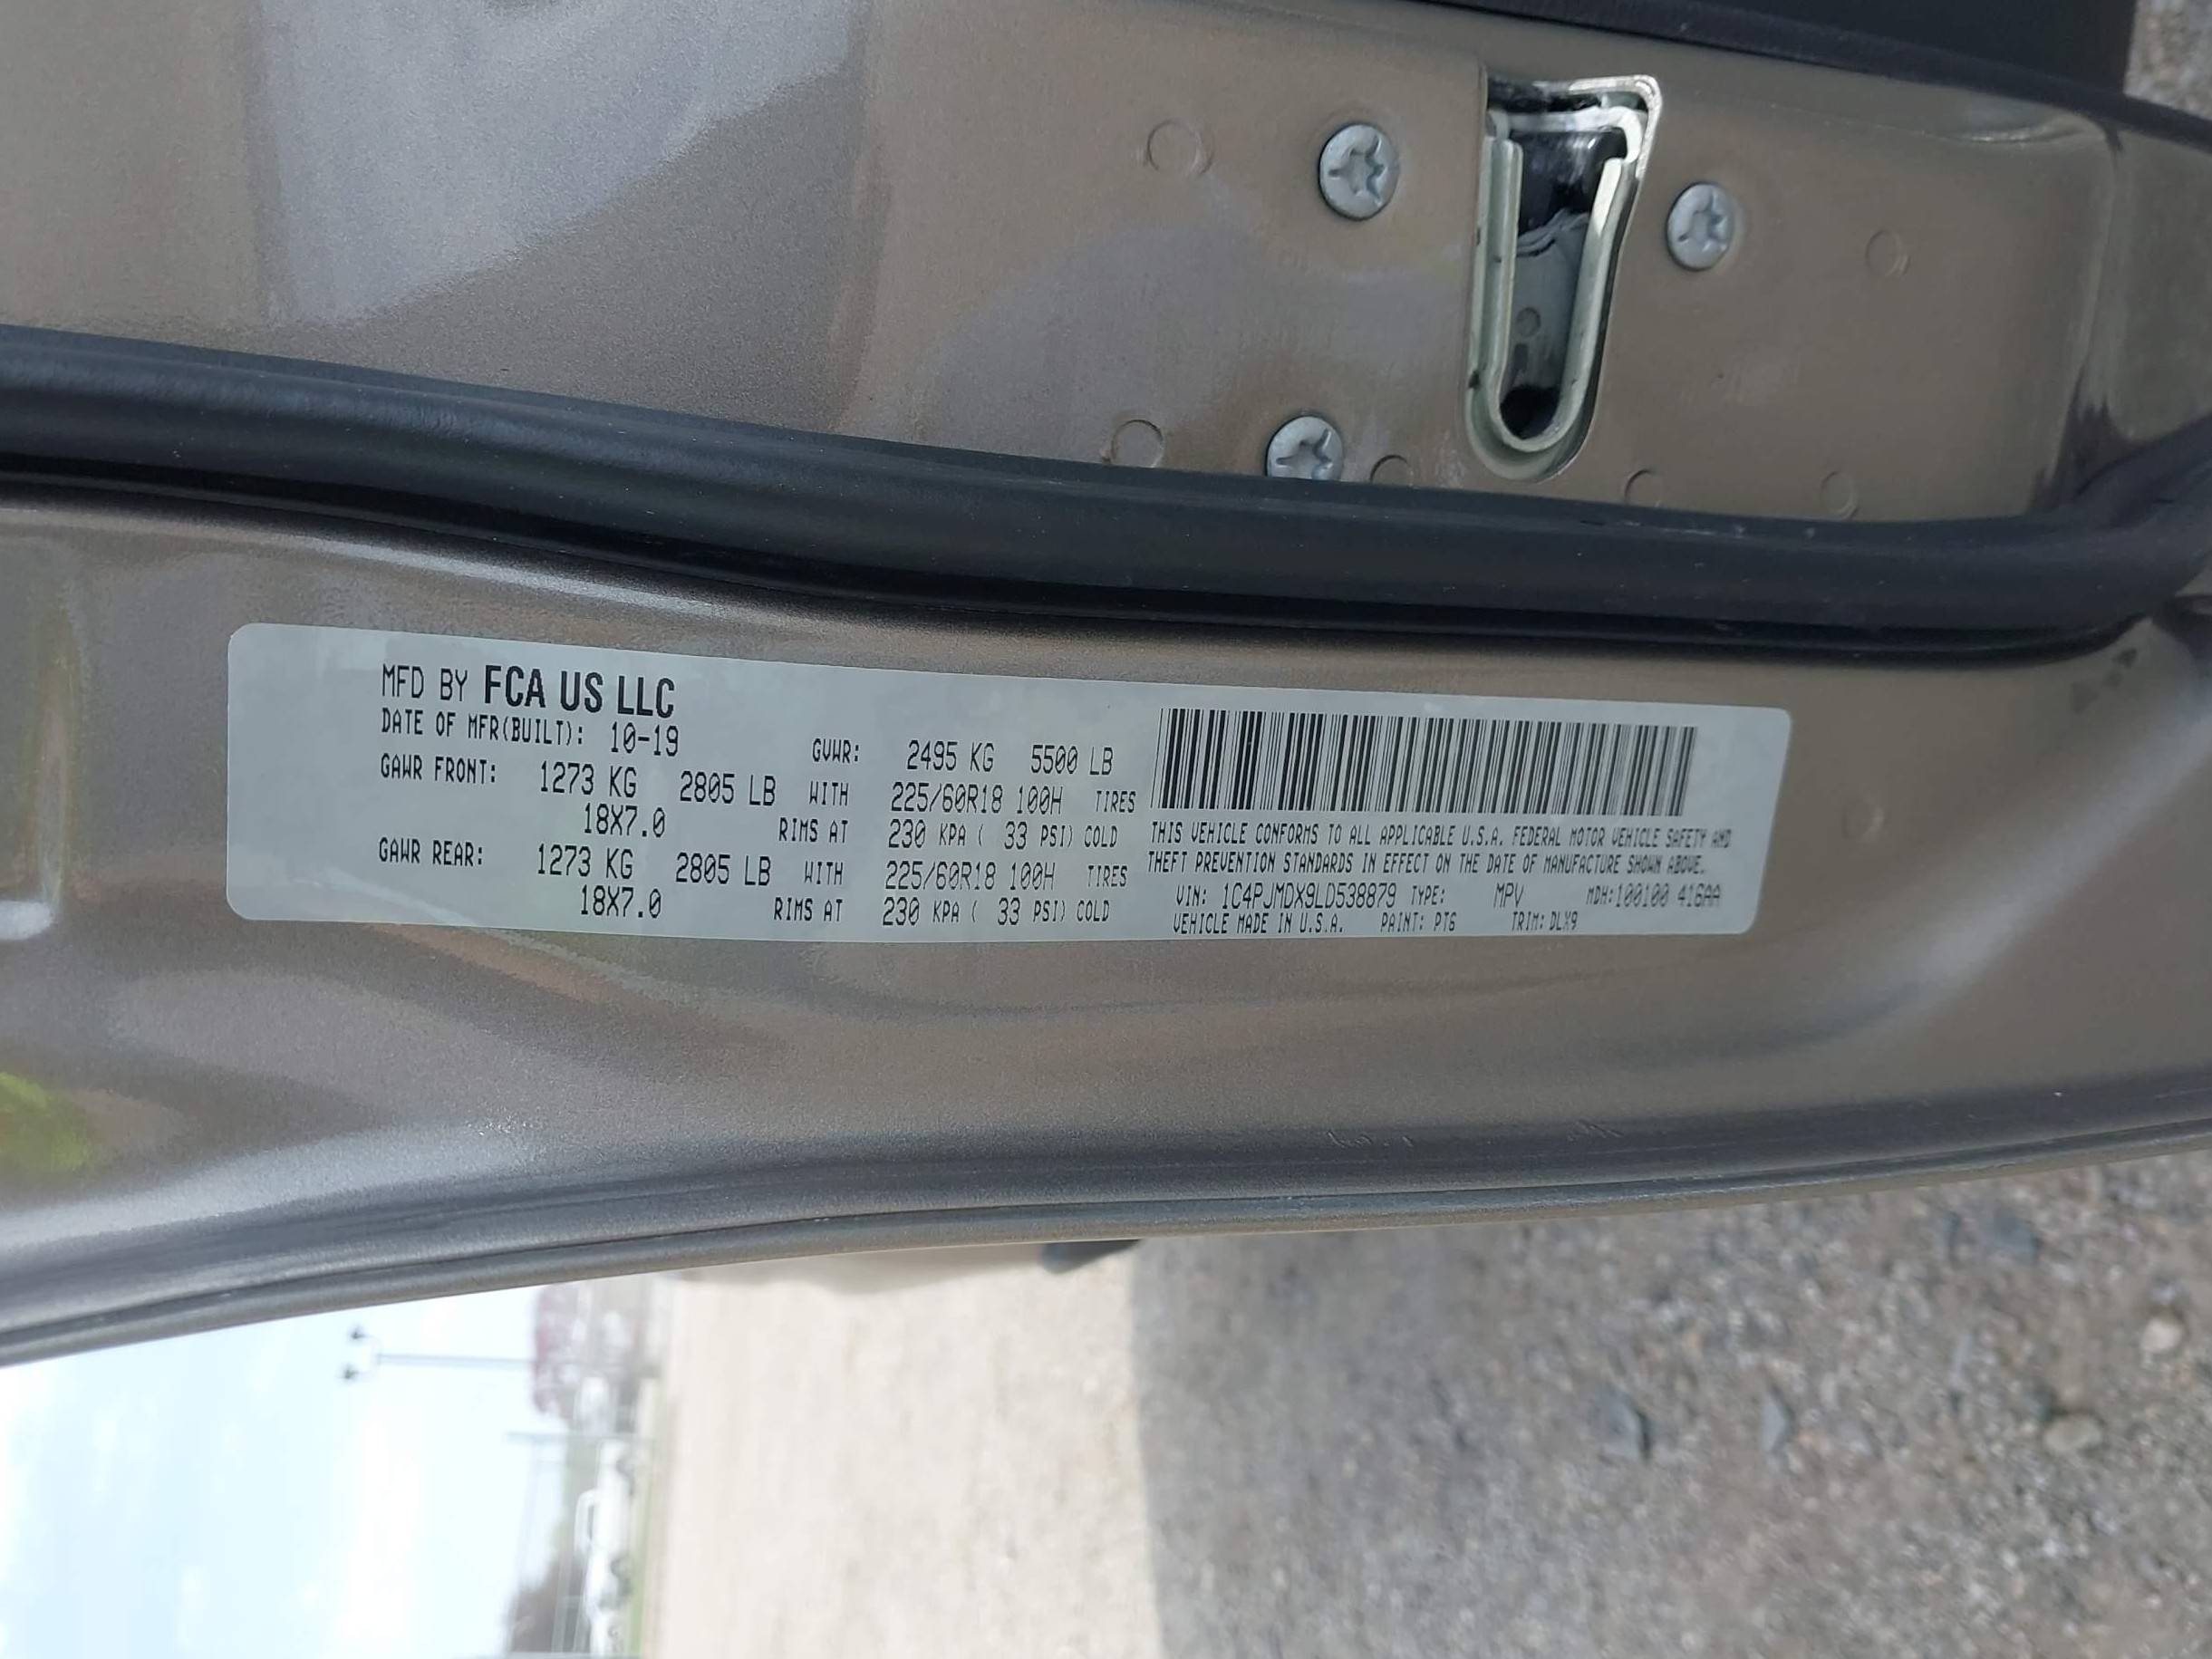 MFD BY FCA US LLC
DATE OF MFR(BUILT): 10-19
GVWR: 2495 KG 5500 LB
GAWR FRONT: 1273 KG 2805 LB WITH 225/60R18 100H TIRES
18X7.0 RIMS AT 230 KPA ( 33 PSI) COLD
GAWR REAR: 1273 KG 2805 LB WITH 225/60R18 100H TIRES
18X7.0 RIMS AT 230 KPA ( 33 PSI) COLD
THIS VEHICLE CONFORMS TO ALL APPLICABLE U.S.A. FEDERAL MOTOR VEHICLE SAFETY AND
THEFT PREVENTION STANDARDS IN EFFECT ON THE DATE OF MANUFACTURE SHOWN ABOVE.
VIN: 1C4PJMDX9LD538879 TYPE: MPV MDH:100100 416AA
VEHICLE MADE IN U.S.A. PAINT: PT6 TRIM: DLX9